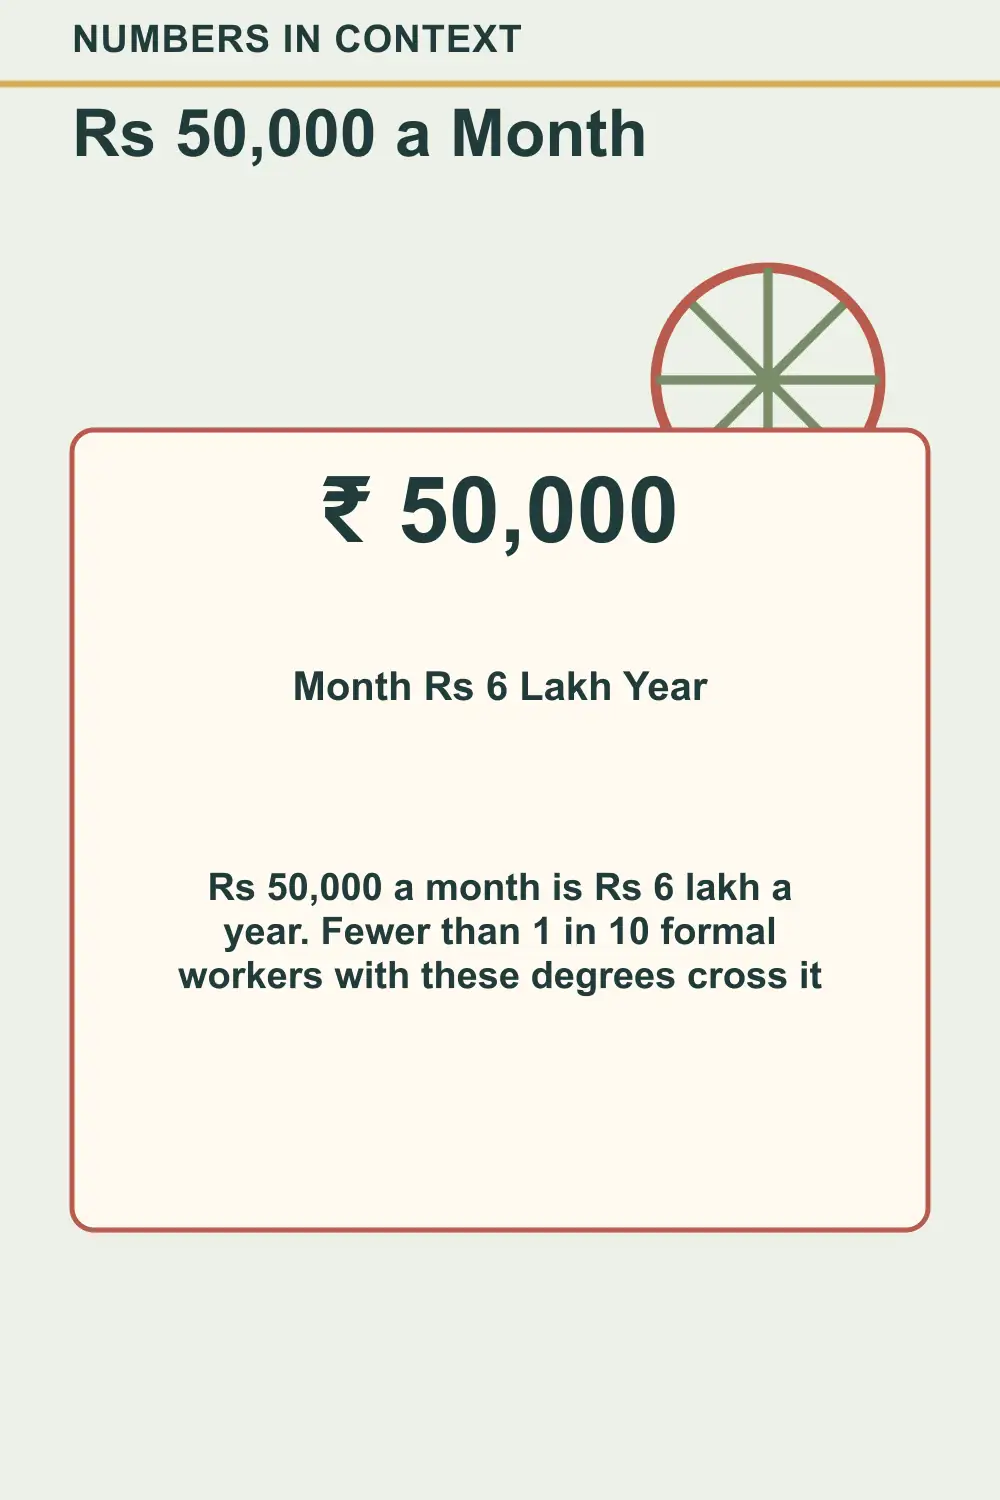 NUMBERS IN CONTEXT
Rs 50,000 a Month
₹ 50,000
Month Rs 6 Lakh Year
Rs 50,000 a month is Rs 6 lakh a
year. Fewer than 1 in 10 formal
workers with these degrees cross it